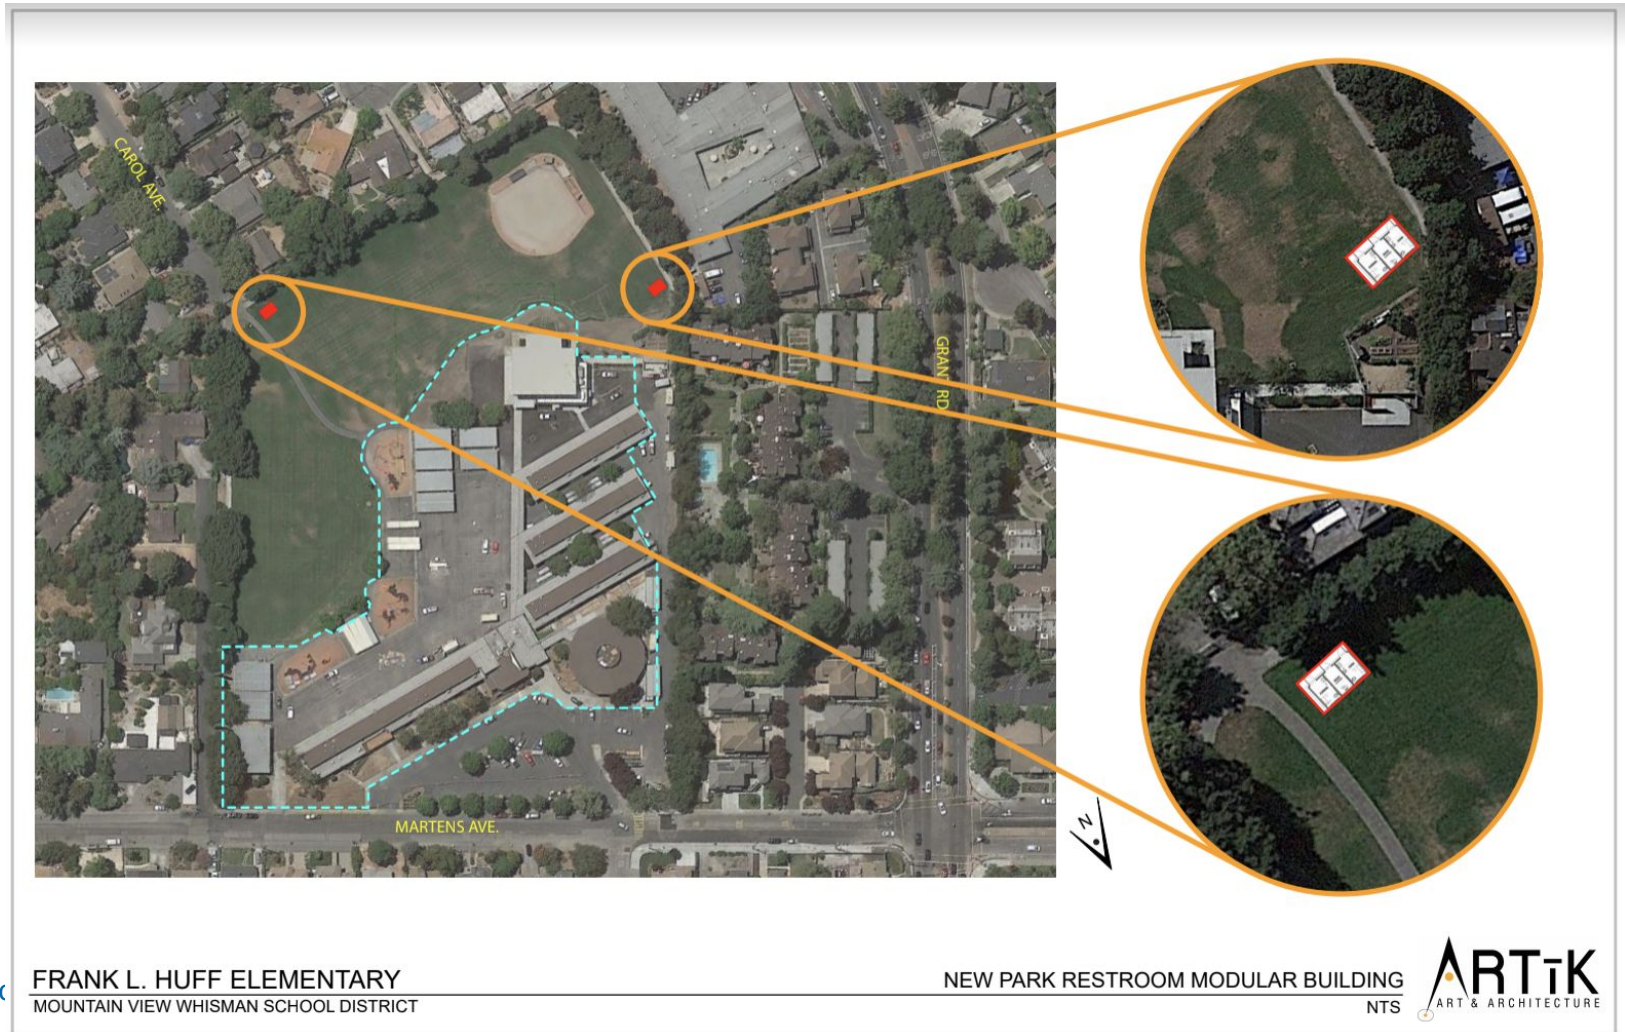 CAROL AVE.
GRANT RD
MARTENS AVE.
N
FRANK L. HUFF ELEMENTARY
MOUNTAIN VIEW WHISMAN SCHOOL DISTRICT
NEW PARK RESTROOM MODULAR BUILDING
NTS
ARTīK
ART & ARCHITECTURE